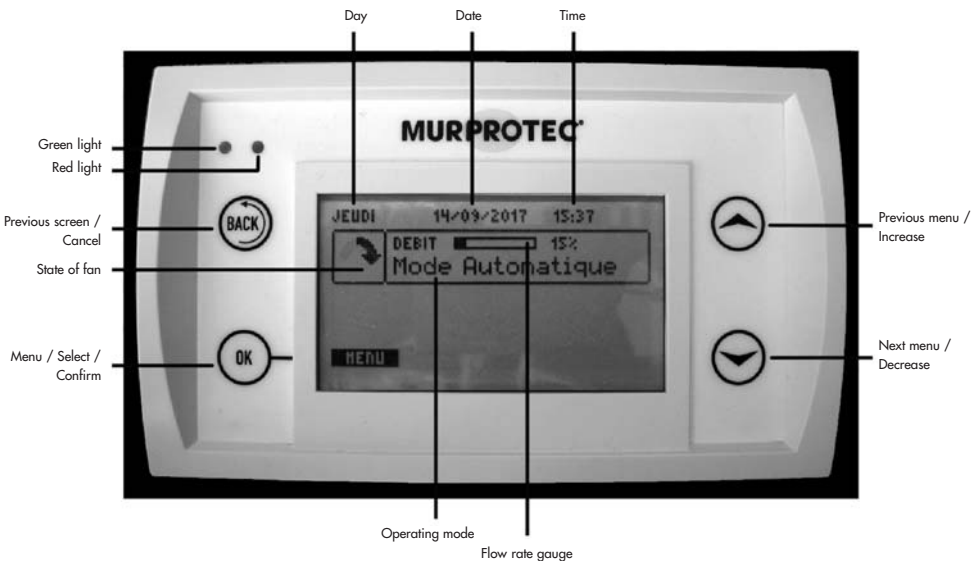 Day
Date
Time
Green light
Red light
MURPROTEC
BACK
Previous screen /
Cancel
State of fan
JEUDI 14/09/2017 15:37
DEBIT 15%
Mode Automatique
Previous menu /
Increase
Menu / Select /
Confirm
OK
MENU
Next menu /
Decrease
Operating mode
Flow rate gauge